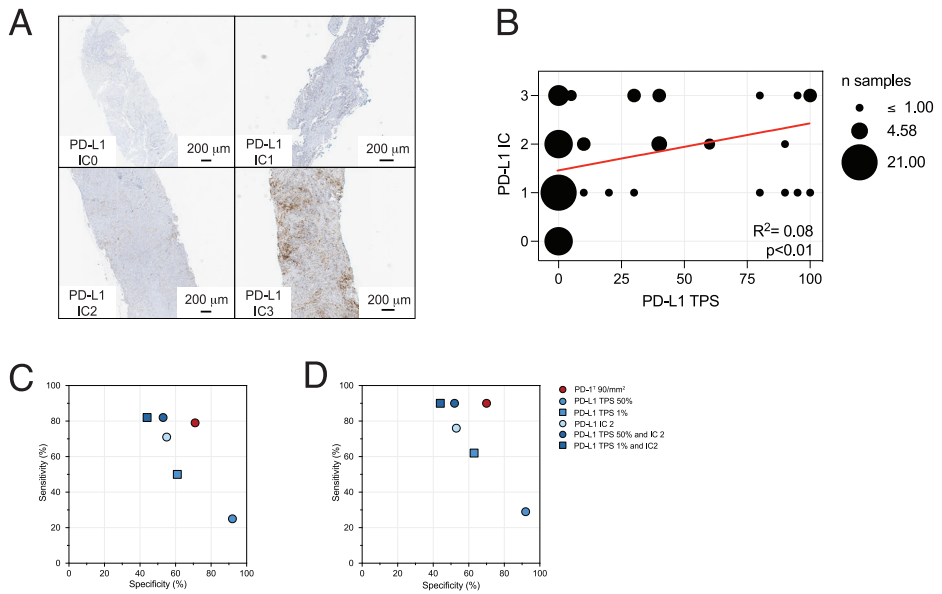 A
PD-L1
IC0
200 µm
PD-L1
IC1
200 µm
PD-L1
IC2
200 µm
PD-L1
IC3
200 µm
B
PD-L1 IC
3
2
1
0
0
25
50
75
100
PD-L1 TPS
R²= 0.08
p<0.01
n samples
≤ 1.00
4.58
21.00
C
Sensitivity (%)
100
80
60
40
20
0
0
20
40
60
80
100
Specificity (%)
D
Sensitivity (%)
100
80
60
40
20
0
0
20
40
60
80
100
Specificity (%)
PD-1ᵀ 90/mm²
PD-L1 TPS 50%
PD-L1 TPS 1%
PD-L1 IC 2
PD-L1 TPS 50% and IC 2
PD-L1 TPS 1% and IC2